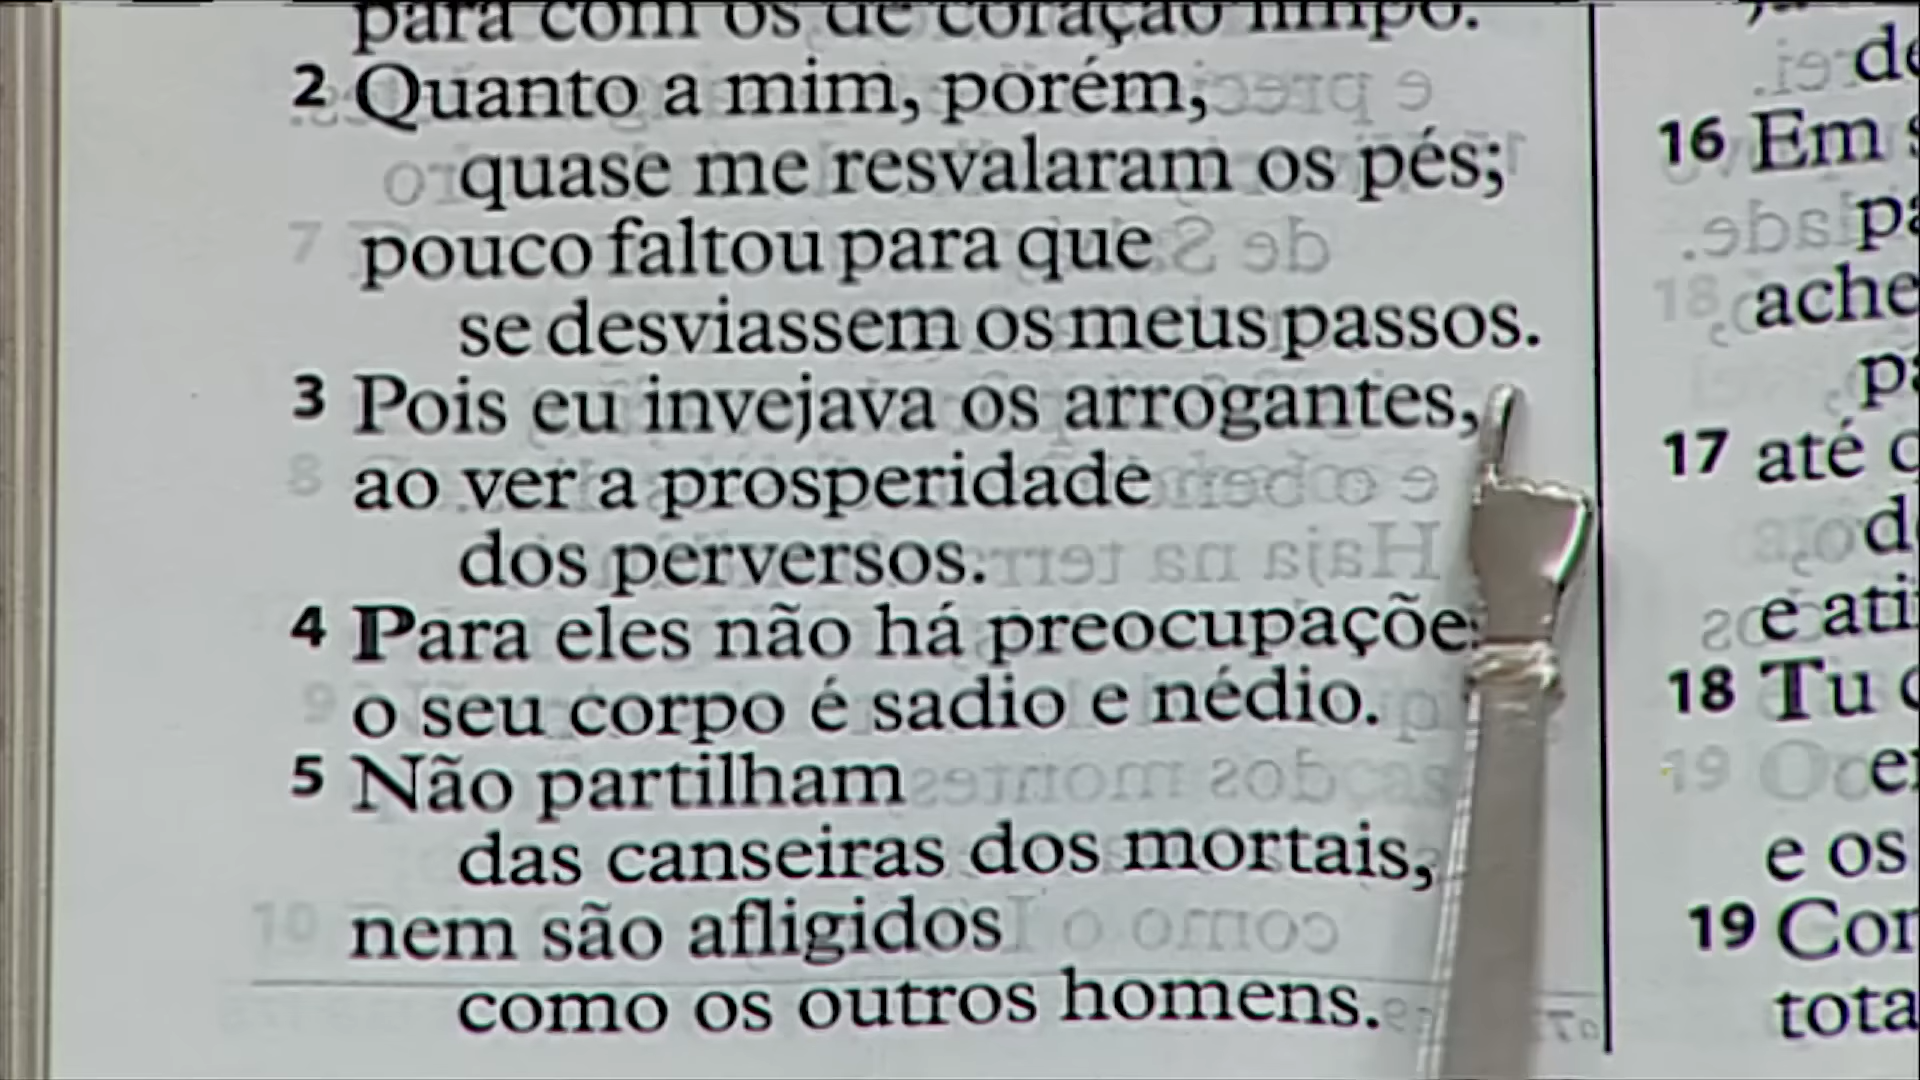 para com os de coração limpo.
2 Quanto a mim, porém,
quase me resvalaram os pés;
pouco faltou para que
se desviassem os meus passos.
3 Pois eu invejava os arrogantes,
ao ver a prosperidade
dos perversos.
4 Para eles não há preocupaçõe
o seu corpo é sadio e nédio.
5 Não partilham
das canseiras dos mortais,
nem são afligidos
como os outros homens.
16 Em
ache
17 até
e ati
18 Tu
e os
19 Con
tota